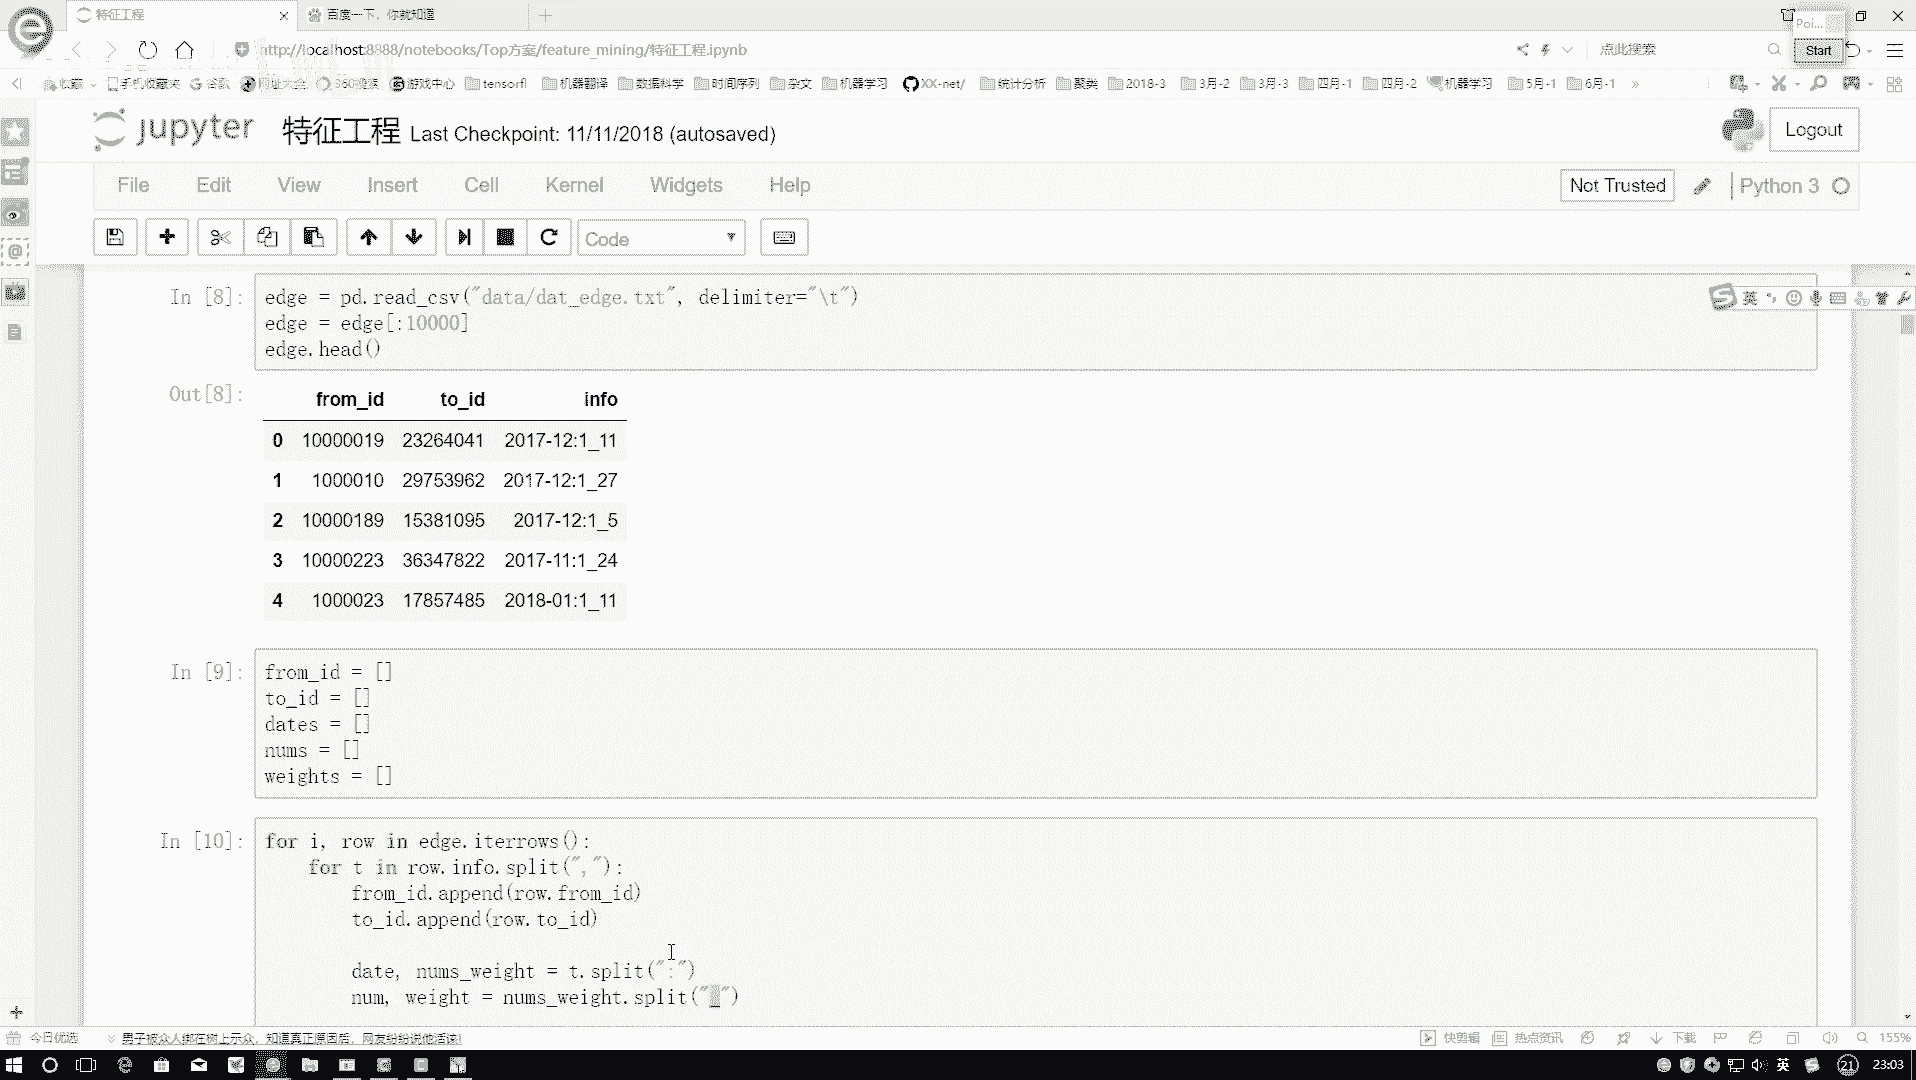 特征工程
百度一下，你就知道
Poi...
http://localhost:8888/notebooks/Top方案/feature_mining/特征工程.ipynb
点此搜索
Start
收藏 手机收藏夹 谷歌 网址大全 360搜索 游戏中心 tensorfl 机器翻译 数据科学 时间序列 杂文 机器学习 XX-net/ 统计分析 聚类 2018-3 3月-2 3月-3 四月-1 四月-2 机器学习 5月-1 6月-1 »
jupyter 特征工程 Last Checkpoint: 11/11/2018 (autosaved)
Logout
File Edit View Insert Cell Kernel Widgets Help
Not Trusted
Python 3
Code
英
In [8]:
edge = pd.read_csv("data/dat_edge.txt", delimiter="\t")
edge = edge[:10000]
edge.head()
Out[8]:
from_id to_id info
0 10000019 23264041 2017-12:1_11
1 1000010 29753962 2017-12:1_27
2 10000189 15381095 2017-12:1_5
3 10000223 36347822 2017-11:1_24
4 1000023 17857485 2018-01:1_11
In [9]:
from_id = []
to_id = []
dates = []
nums = []
weights = []
In [10]:
for i, row in edge.iterrows():
for t in row.info.split(","):
from_id.append(row.from_id)
to_id.append(row.to_id)
date, nums_weight = t.split(":")
num, weight = nums_weight.split("_")
今日优选
男子被众人绑在树上示众，知道真正原因后，网友纷纷说他活该!
快剪辑 热点资讯 下载 155%
英 21 23:03